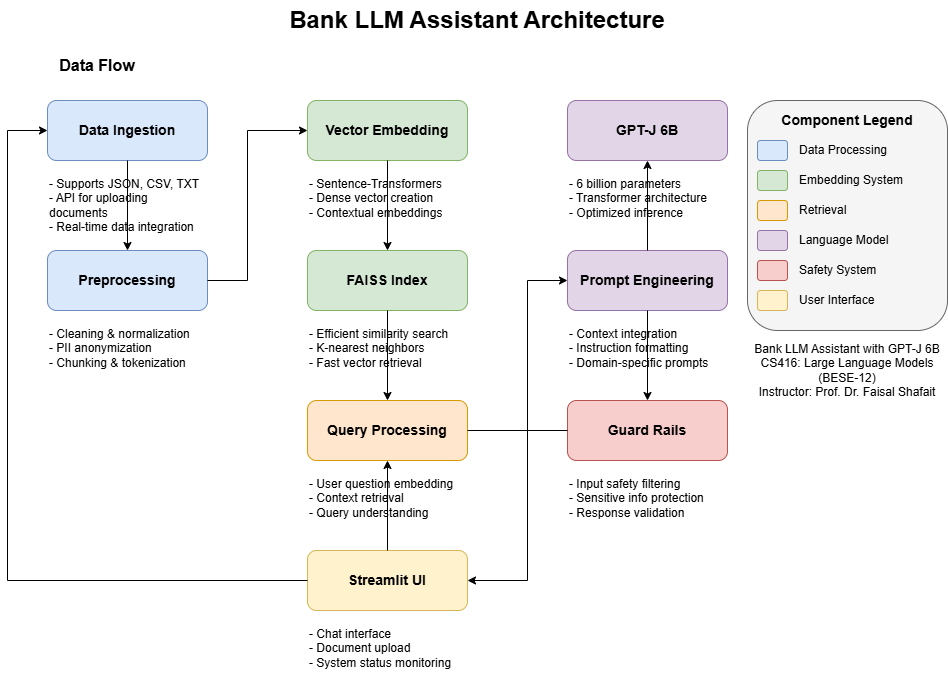 Bank LLM Assistant Architecture
Data Flow
Data Ingestion
- Supports JSON, CSV, TXT
- API for uploading
documents
- Real-time data integration
Preprocessing
- Cleaning & normalization
- PII anonymization
- Chunking & tokenization
Vector Embedding
- Sentence-Transformers
- Dense vector creation
- Contextual embeddings
FAISS Index
- Efficient similarity search
- K-nearest neighbors
- Fast vector retrieval
Query Processing
- User question embedding
- Context retrieval
- Query understanding
Streamlit UI
- Chat interface
- Document upload
- System status monitoring
GPT-J 6B
- 6 billion parameters
- Transformer architecture
- Optimized inference
Prompt Engineering
- Context integration
- Instruction formatting
- Domain-specific prompts
Guard Rails
- Input safety filtering
- Sensitive info protection
- Response validation
Component Legend
Data Processing
Embedding System
Retrieval
Language Model
Safety System
User Interface
Bank LLM Assistant with GPT-J 6B
CS416: Large Language Models
(BESE-12)
Instructor: Prof. Dr. Faisal Shafait